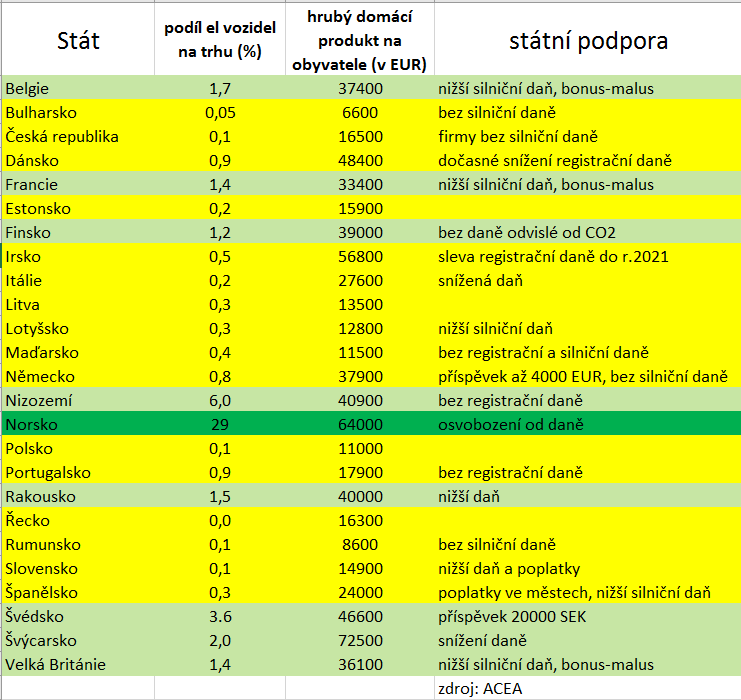 Stát podíl el vozidel na trhu (%) hrubý domácí produkt na obyvatele (v EUR) státní podpora
Belgie 1,7 37400 nižší silniční daň, bonus-malus
Bulharsko 0,05 6600 bez silniční daně
Česká republika 0,1 16500 firmy bez silniční daně
Dánsko 0,9 48400 dočasné snížení registrační daně
Francie 1,4 33400 nižší silniční daň, bonus-malus
Estonsko 0,2 15900
Finsko 1,2 39000 bez daně odvislé od CO2
Irsko 0,5 56800 sleva registrační daně do r.2021
Itálie 0,2 27600 snížená daň
Litva 0,3 13500
Lotyšsko 0,3 12800 nižší silniční daň
Maďarsko 0,4 11500 bez registrační a silniční daně
Německo 0,8 37900 příspěvek až 4000 EUR, bez silniční daně
Nizozemí 6,0 40900 bez registrační daně
Norsko 29 64000 osvobození od daně
Polsko 0,1 11000
Portugalsko 0,9 17900 bez registrační daně
Rakousko 1,5 40000 nižší daň
Řecko 0,0 16300
Rumunsko 0,1 8600 bez silniční daně
Slovensko 0,1 14900 nižší daň a poplatky
Španělsko 0,3 24000 poplatky ve městech, nižší silniční daň
Švédsko 3.6 46600 příspěvek 20000 SEK
Švýcarsko 2,0 72500 snížení daně
Velká Británie 1,4 36100 nižší silniční daň, bonus-malus
zdroj: ACEA